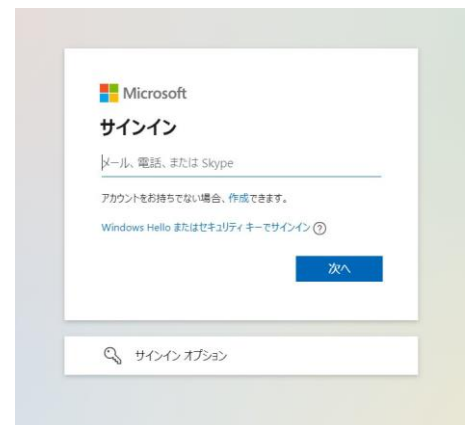 Microsoft
サインイン
メール、電話、または Skype
アカウントをお持ちでない場合、作成できます。
Windows Hello またはセキュリティ キーでサインイン ?
次へ
サインイン オプション